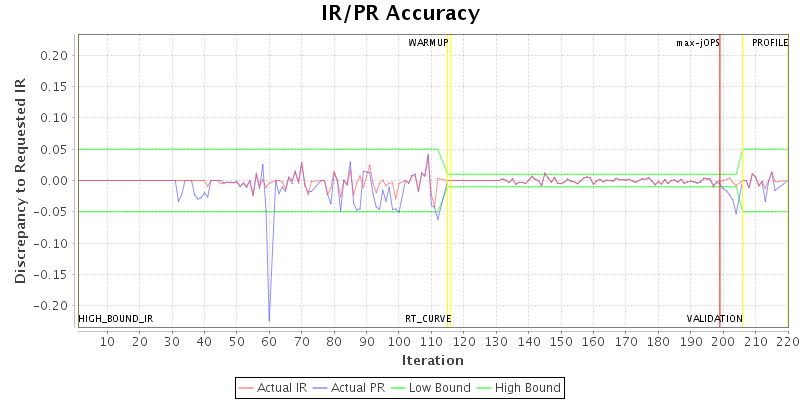 IR/PR Accuracy
Discrepancy to Requested IR
0.20
0.15
0.10
0.05
0.00
-0.05
-0.10
-0.15
-0.20
WARMUP
max-jOPS
PROFILE
HIGH_BOUND_IR
RT_CURVE
VALIDATION
10 20 30 40 50 60 70 80 90 100 110 120 130 140 150 160 170 180 190 200 210 220
Iteration
Actual IR Actual PR Low Bound High Bound